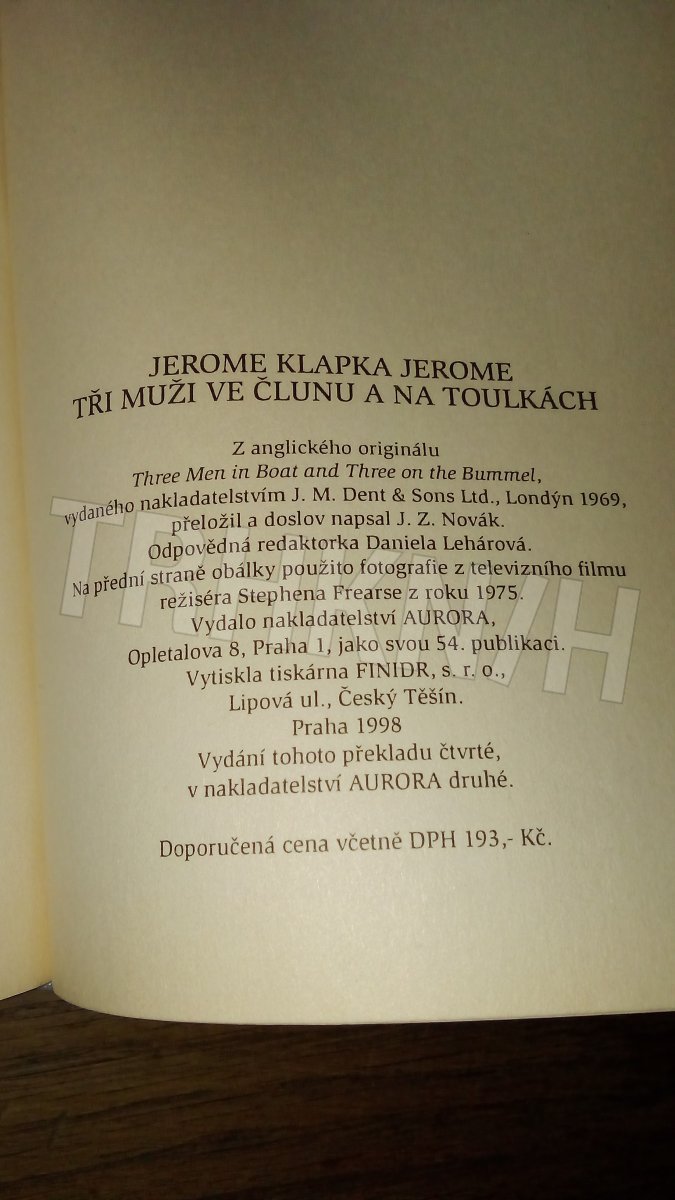 JEROME KLAPKA JEROME
TŘI MUŽI VE ČLUNU A NA TOULKÁCH
Z anglického originálu
Three Men in Boat and Three on the Bummel,
vydaného nakladatelstvím J. M. Dent & Sons Ltd., Londýn 1969,
přeložil a doslov napsal J. Z. Novák.
Odpovědná redaktorka Daniela Lehárová.
Na přední straně obálky použito fotografie z televizního filmu
režiséra Stephena Frearse z roku 1975.
Vydalo nakladatelství AURORA,
Opletalova 8, Praha 1, jako svou 54. publikaci.
Vytiskla tiskárna FINIDR, s. r. o.,
Lipová ul., Český Těšín.
Praha 1998
Vydání tohoto překladu čtvrté,
v nakladatelství AURORA druhé.
Doporučená cena včetně DPH 193,- Kč.